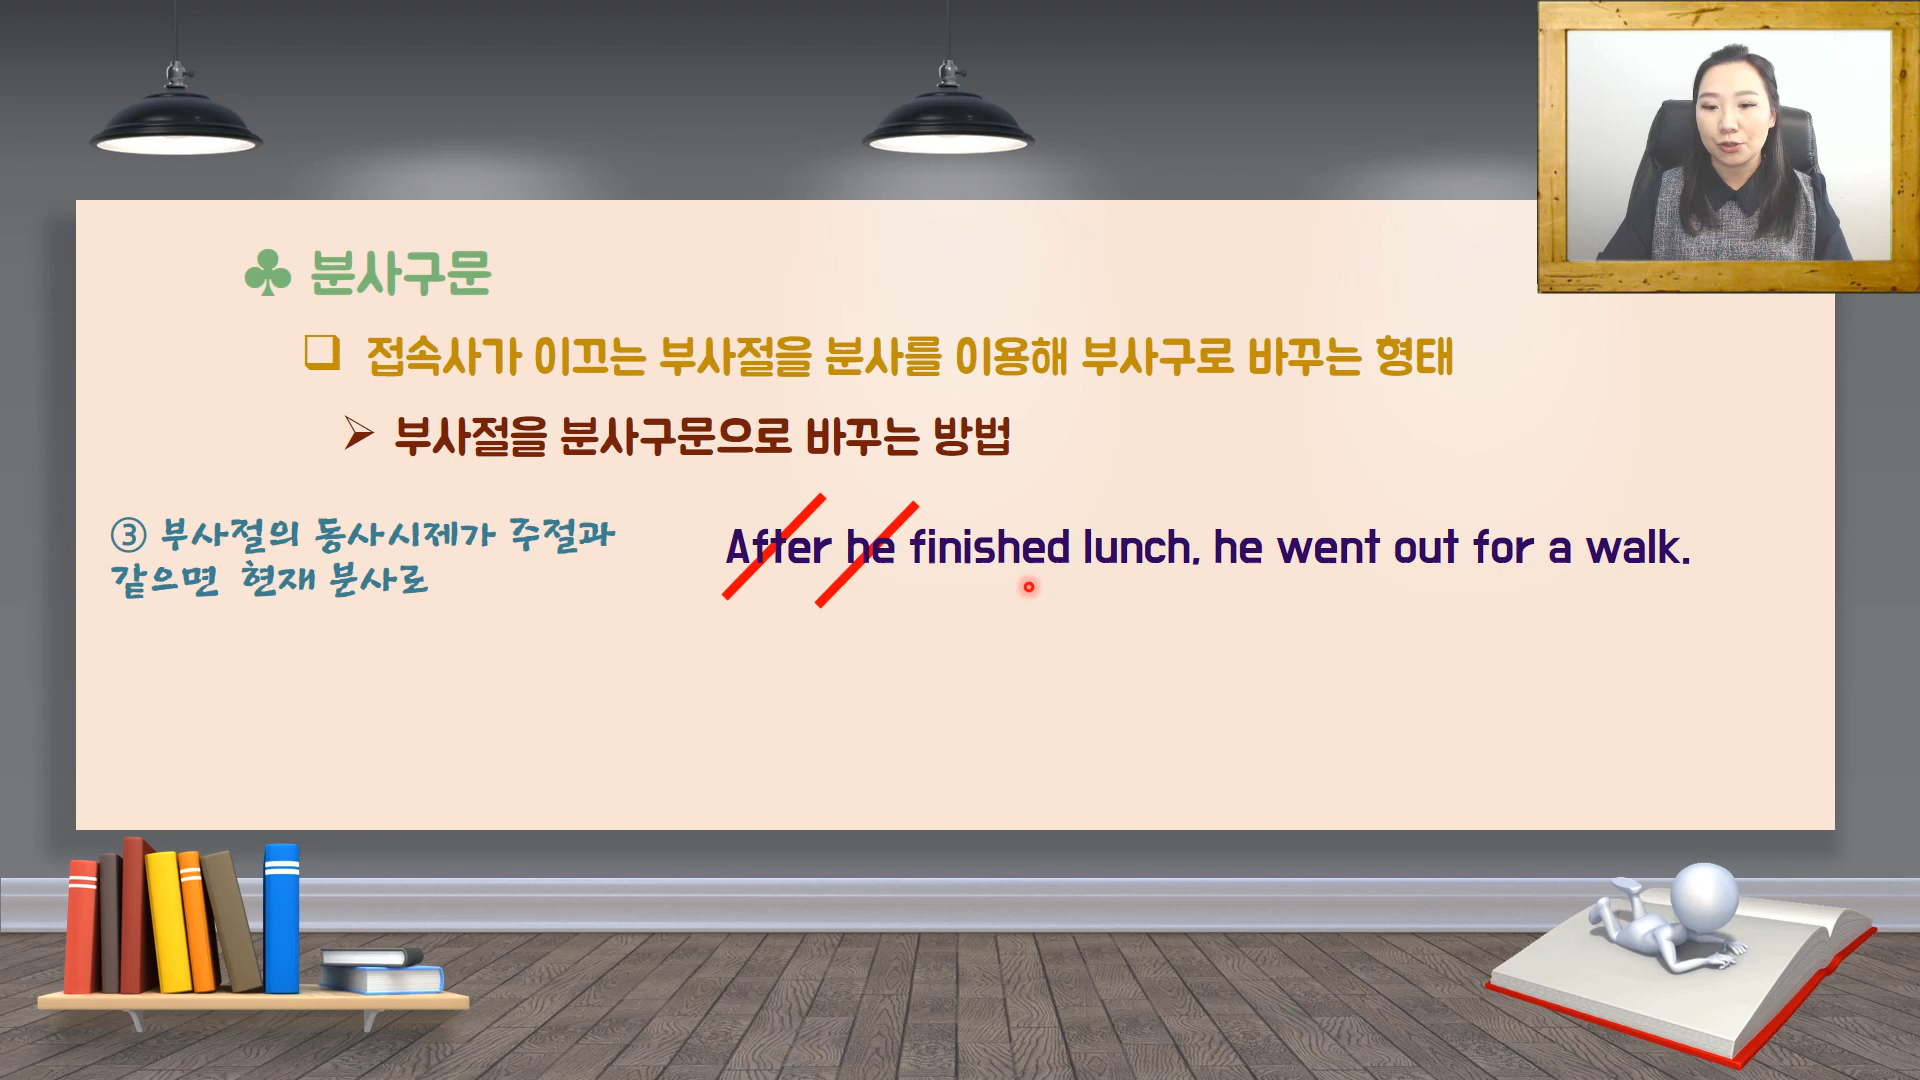 ♣ 분사구문
❑ 접속사가 이끄는 부사절을 분사를 이용해 부사구로 바꾸는 형태
➢ 부사절을 분사구문으로 바꾸는 방법
③ 부사절의 동사시제가 주절과
같으면 현재 분사로
After he finished lunch, he went out for a walk.